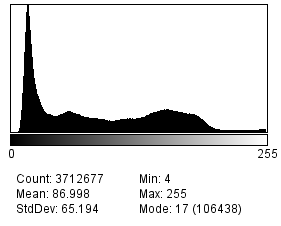 0 255
Count: 3712677 Min: 4
Mean: 86.998 Max: 255
StdDev: 65.194 Mode: 17 (106438)